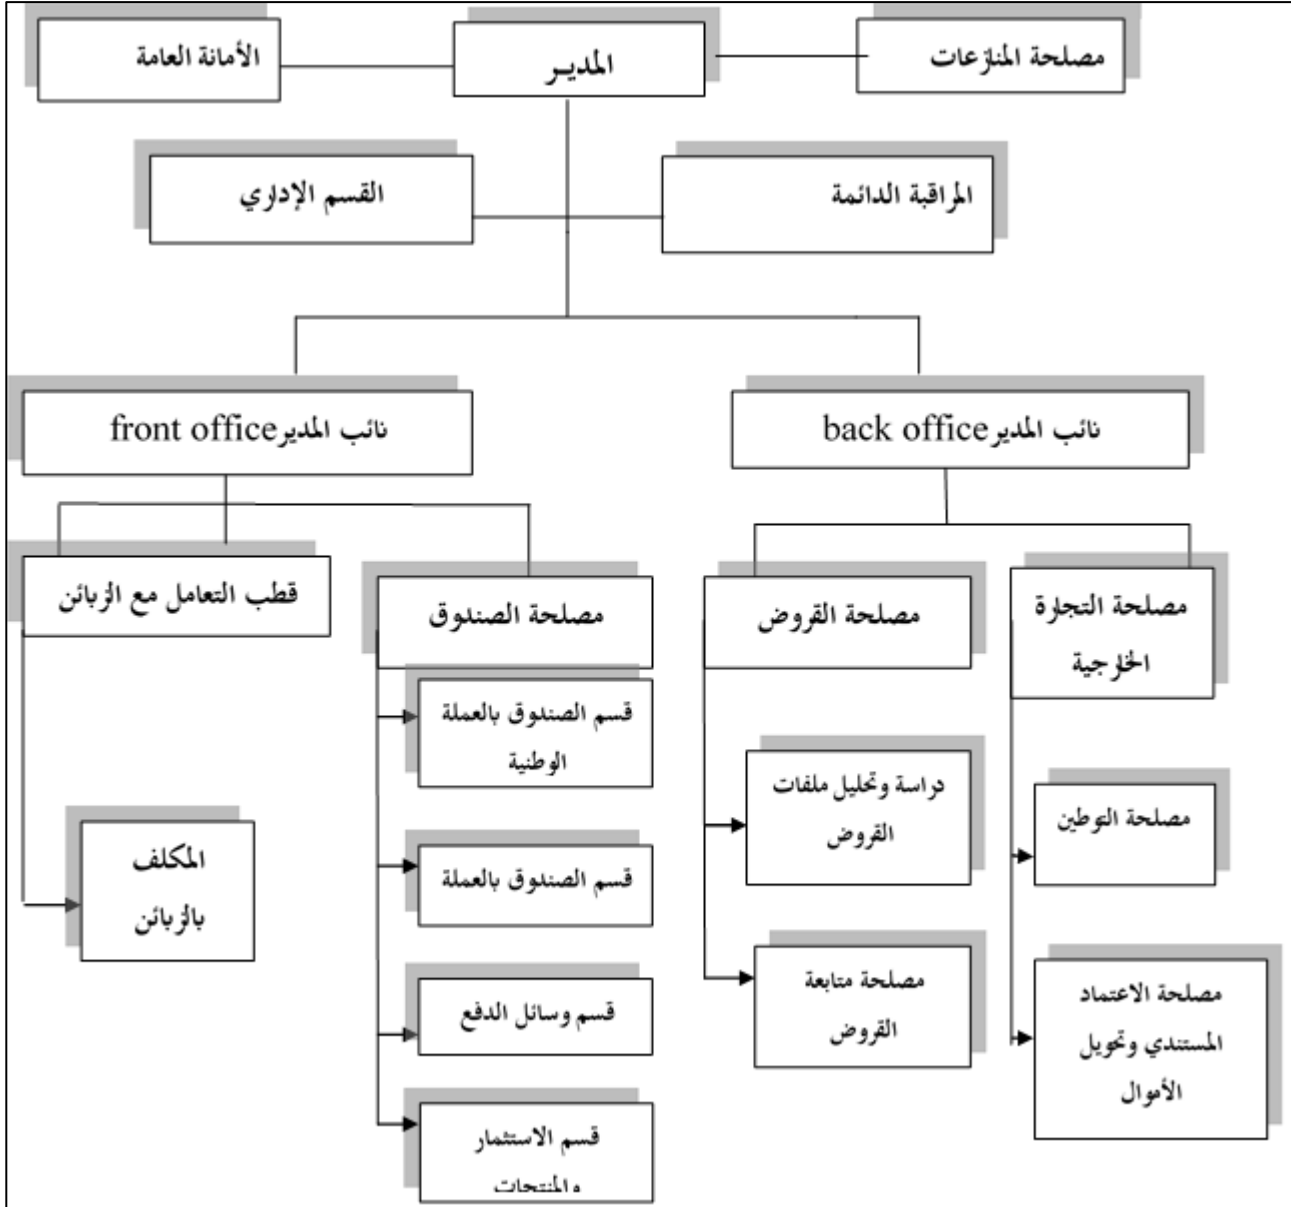 مصلحة المنازعات
المديـر
الأمانة العامة
المراقبة الدائمة
القسم الإداري
نائب المدير back office
نائب المدير front office
مصلحة التجارة
الخارجية
مصلحة القروض
مصلحة الصندوق
قطب التعامل مع الزبائن
قسم الصندوق بالعملة
الوطنية
دراسة وتحليل ملفات
القروض
مصلحة التوطين
المكلف
بالزبائن
قسم الصندوق بالعملة
مصلحة متابعة
القروض
مصلحة الاعتماد
المستندي وتحويل
الأموال
قسم وسائل الدفع
قسم الاستثمار
والمنتجات